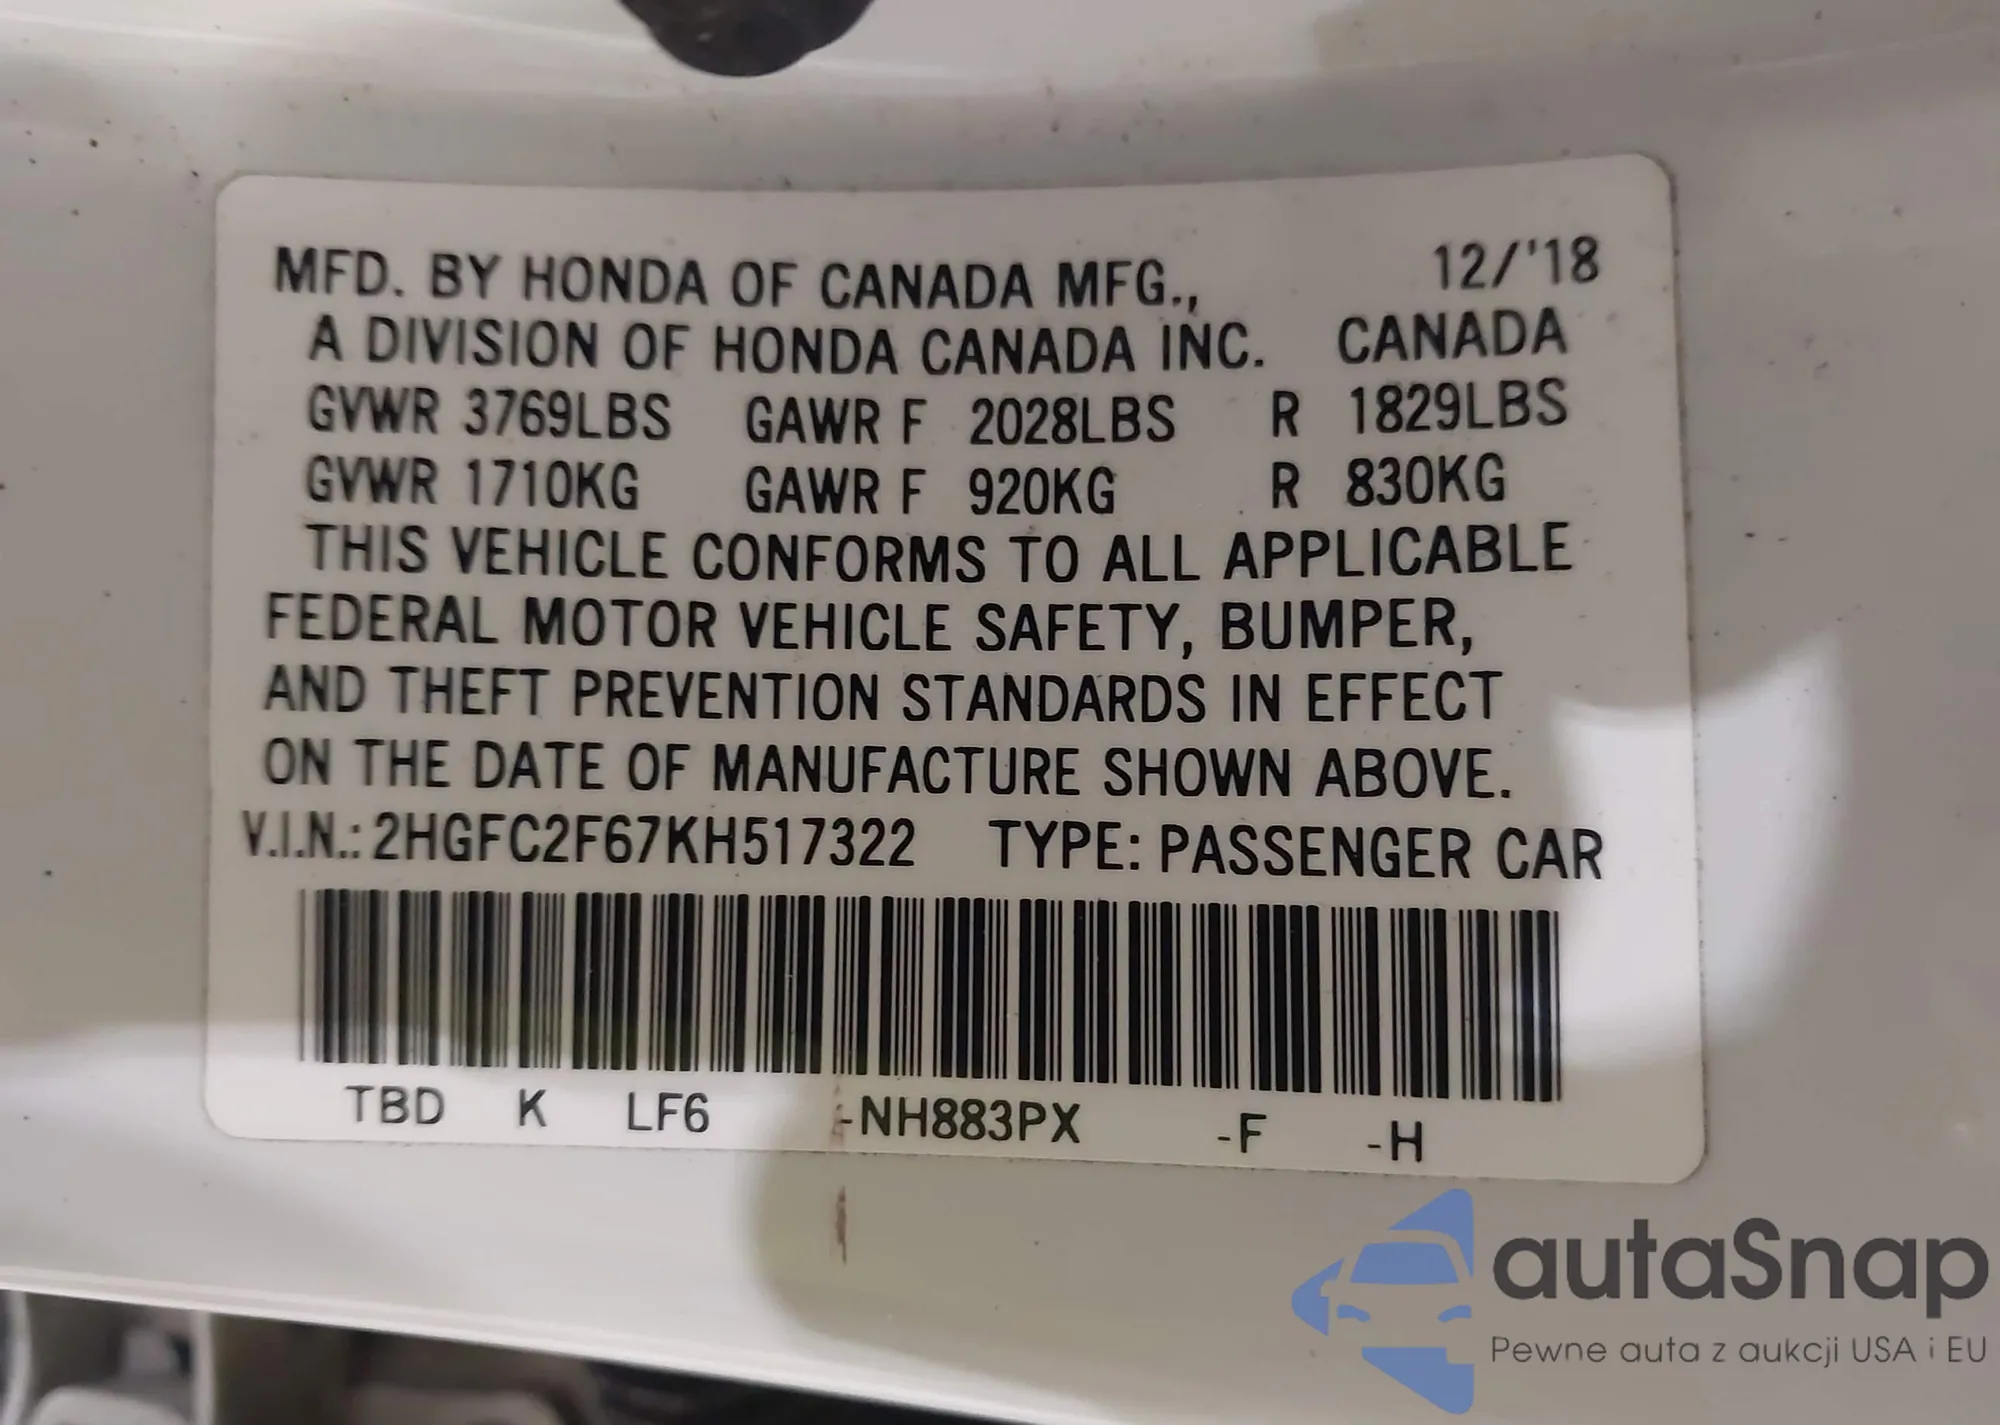 MFD. BY HONDA OF CANADA MFG., 12/'18
A DIVISION OF HONDA CANADA INC. CANADA
GVWR 3769LBS GAWR F 2028LBS R 1829LBS
GVWR 1710KG GAWR F 920KG R 830KG
THIS VEHICLE CONFORMS TO ALL APPLICABLE
FEDERAL MOTOR VEHICLE SAFETY, BUMPER,
AND THEFT PREVENTION STANDARDS IN EFFECT
ON THE DATE OF MANUFACTURE SHOWN ABOVE.
V.I.N.: 2HGFC2F67KH517322 TYPE: PASSENGER CAR
TBD K LF6 -NH883PX -F -H
autaSnap
Pewne auta z aukcji USA i EU